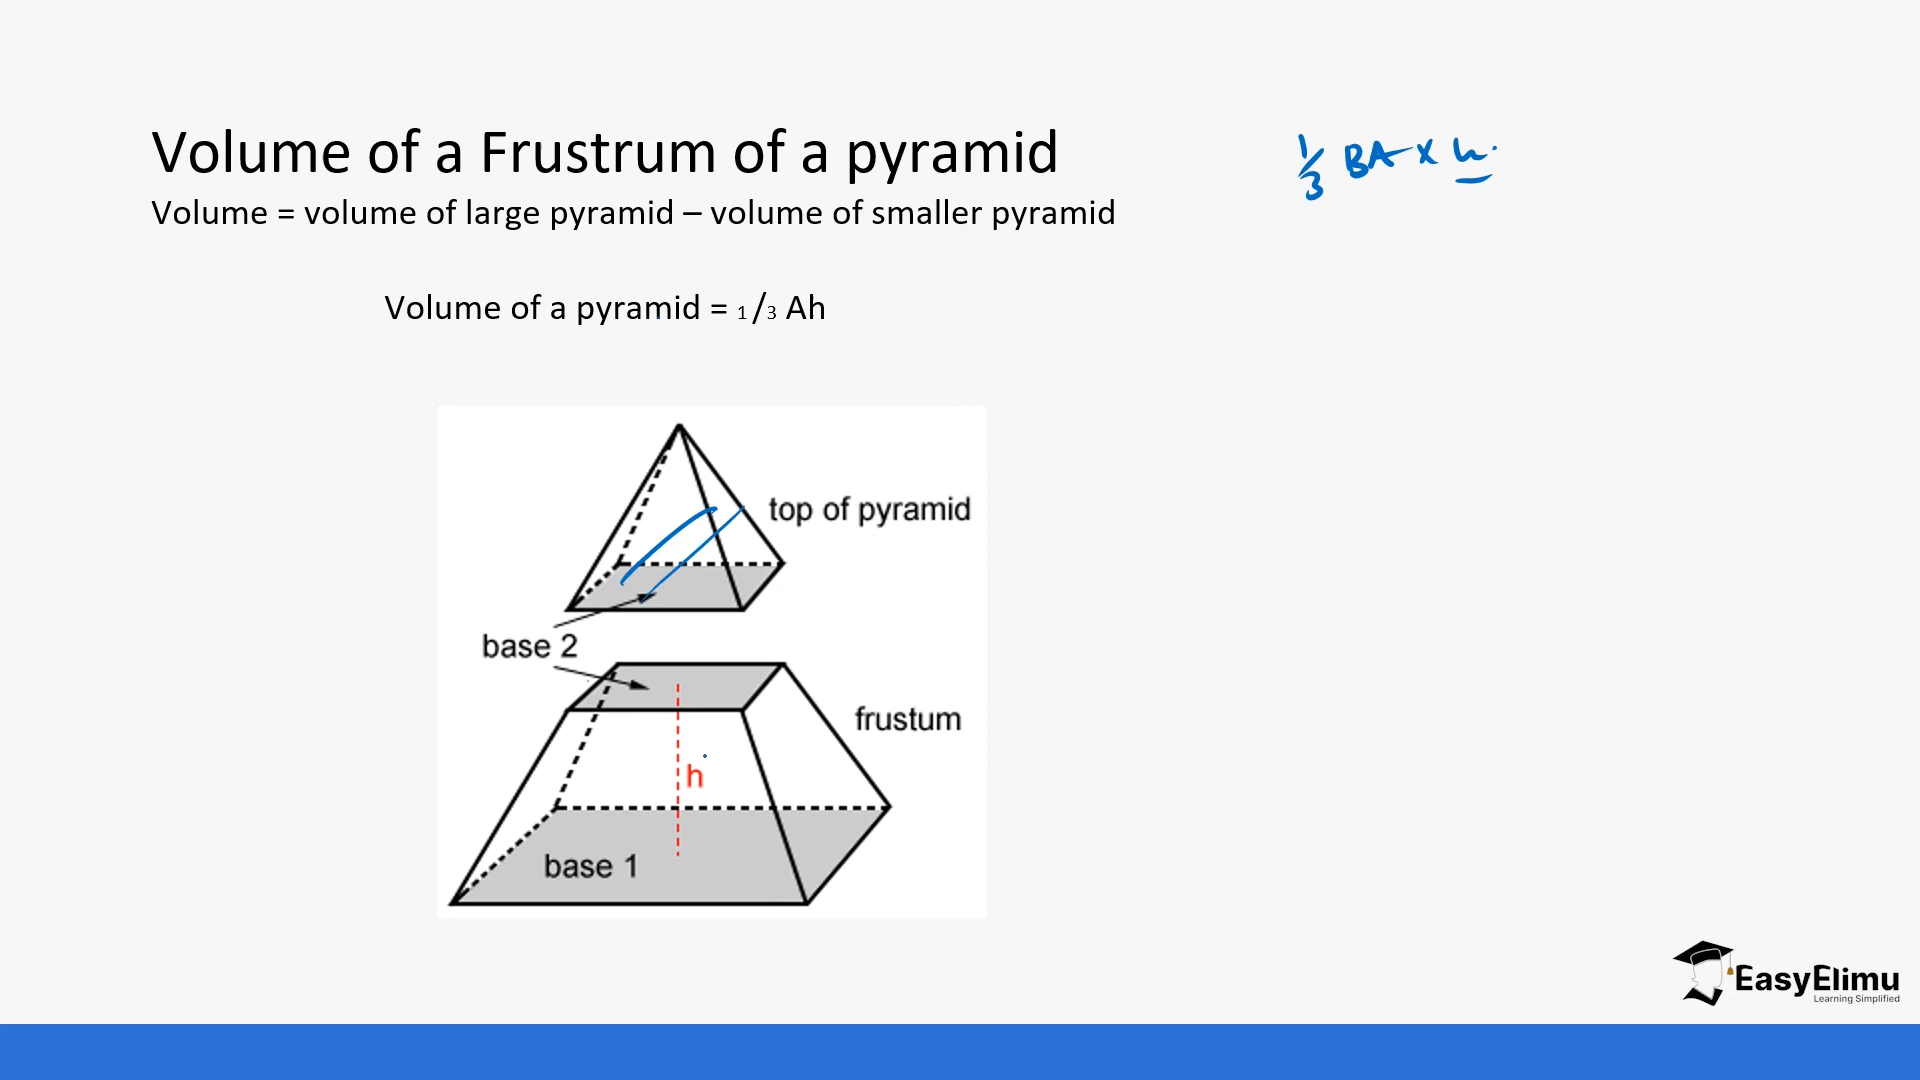 Volume of a Frustrum of a pyramid
1/3 BA x h.
Volume = volume of large pyramid – volume of smaller pyramid
Volume of a pyramid = 1/3 Ah
top of pyramid
base 2
frustum
h
base 1
EasyElimu
Learning Simplified